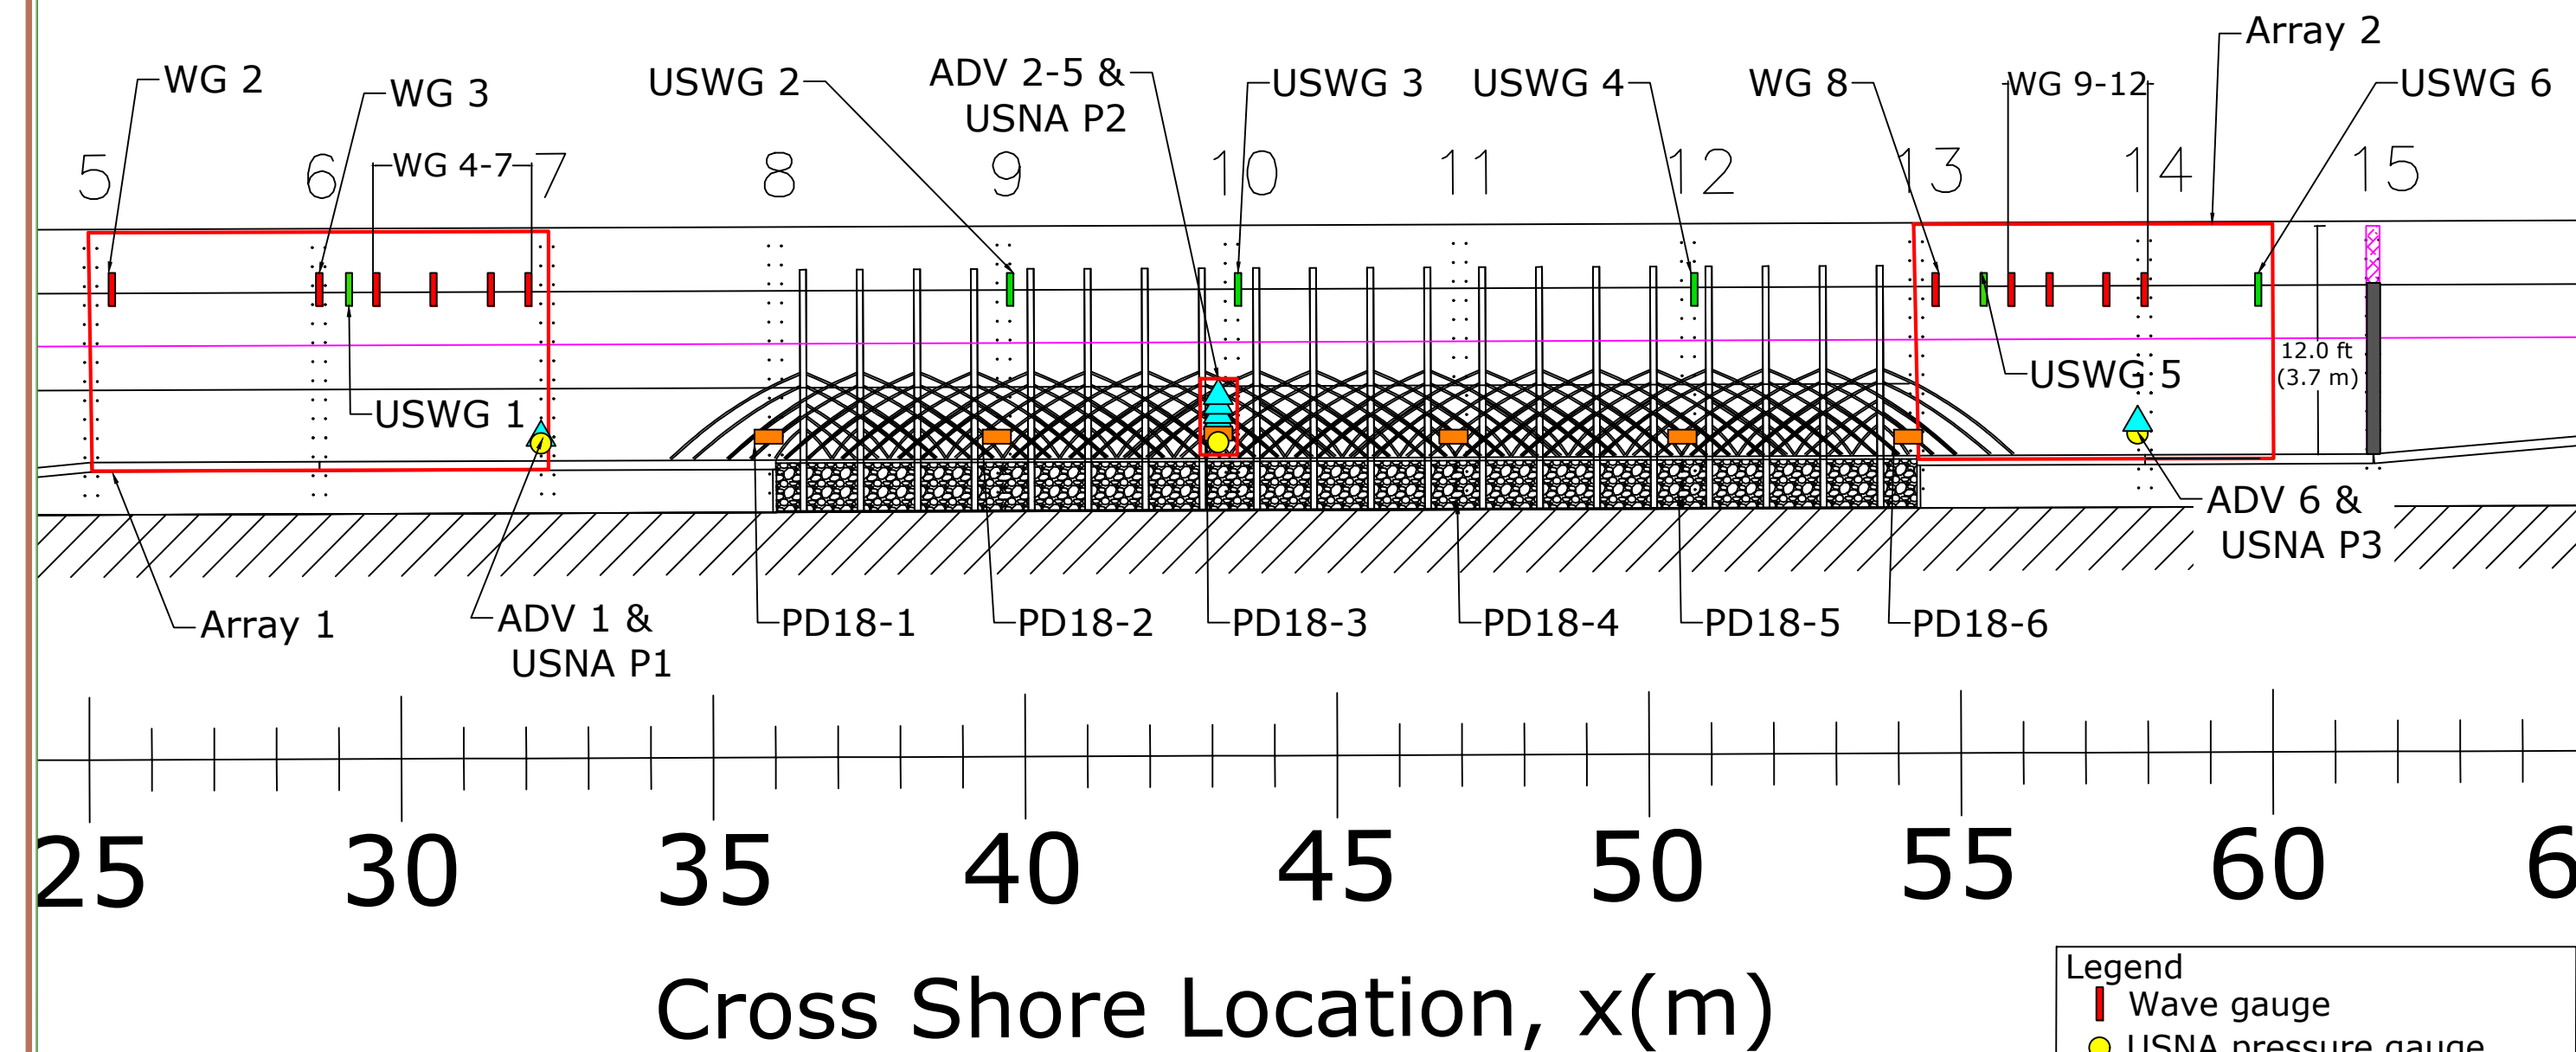 Array 2
WG 2
WG 3
USWG 2
ADV 2-5 &
USNA P2
USWG 3
USWG 4
WG 8
WG 9-12
USWG 6
WG 4-7
5
6
7
8
9
10
11
12
13
14
15
12.0 ft
(3.7 m)
USWG 1
USWG 5
ADV 6 &
USNA P3
Array 1
ADV 1 &
USNA P1
PD18-1
PD18-2
PD18-3
PD18-4
PD18-5
PD18-6
25
30
35
40
45
50
55
60
6
Cross Shore Location, x(m)
Legend
Wave gauge
USNA pressure gauge